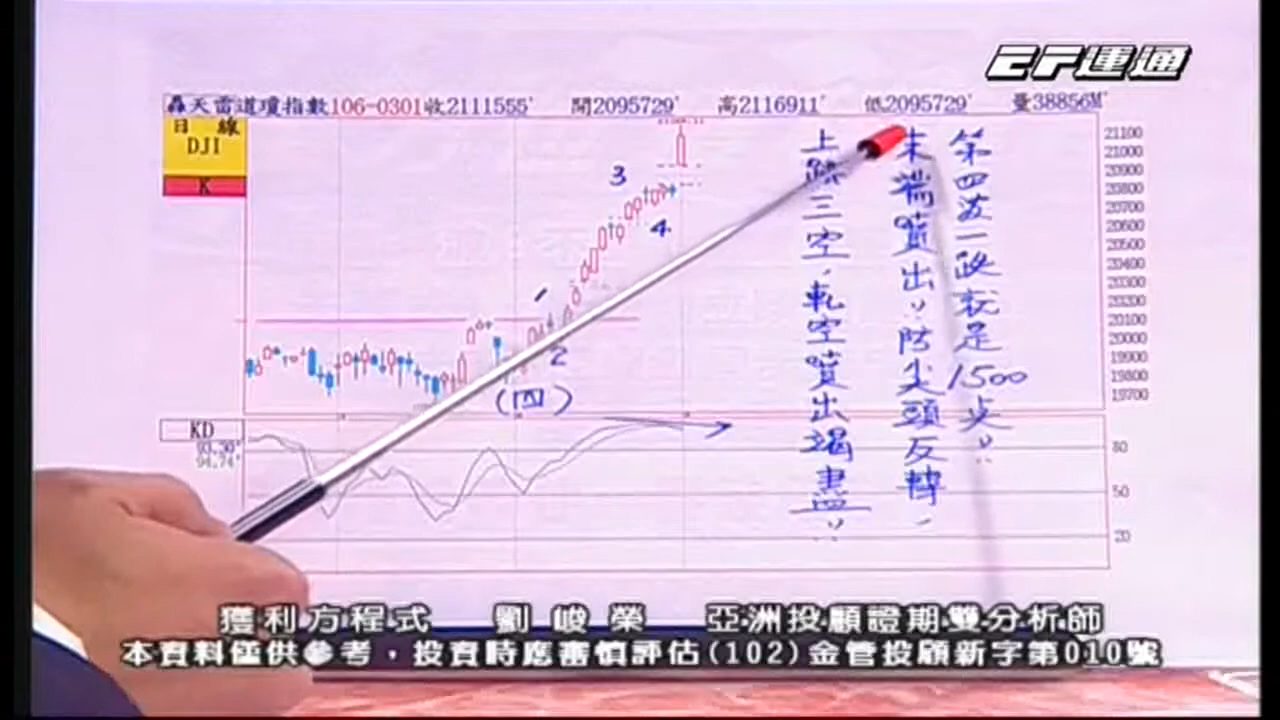 EF運通
天雷道瓊指數106-0301收2111555' 開2095729' 高2116911' 低2095729' 量38856M'
日 線
DJI
K
21100
21000
20900
20800
20700
20600
20500
20400
20300
20200
20100
20000
19900
19800
19700
3
4
1
2
(四)
第四波一段就是1500点!!
末端噴出!!防尖頭反轉,
上跳三空,軋空噴出竭盡!!
KD
93.30'
94.74'
80
50
20
獲利方程式 劉峻榮 亞洲投顧證期雙分析師
本資料僅供參考,投資時應審慎評估(102)金管投顧新字第010號